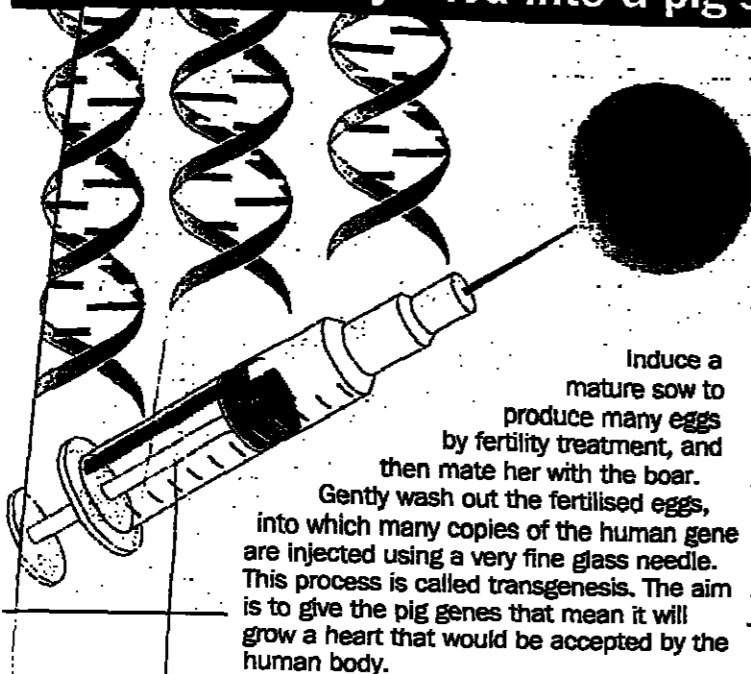 into a pig
Induce a
mature sow to
produce many eggs
by fertility treatment, and
then mate her with the boar.
Gently wash out the fertilised eggs,
into which many copies of the human gene
are injected using a very fine glass needle.
This process is called transgenesis. The aim
is to give the pig genes that mean it will
grow a heart that would be accepted by the
human body.